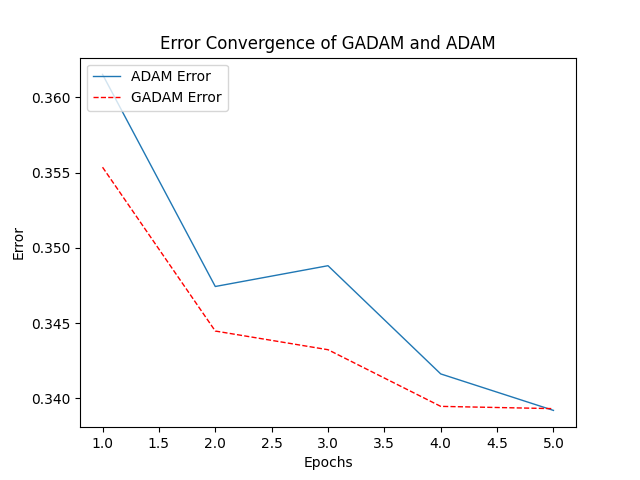 Error Convergence of GADAM and ADAM
ADAM Error
GADAM Error
0.360
0.355
0.350
0.345
0.340
Error
1.0 1.5 2.0 2.5 3.0 3.5 4.0 4.5 5.0
Epochs